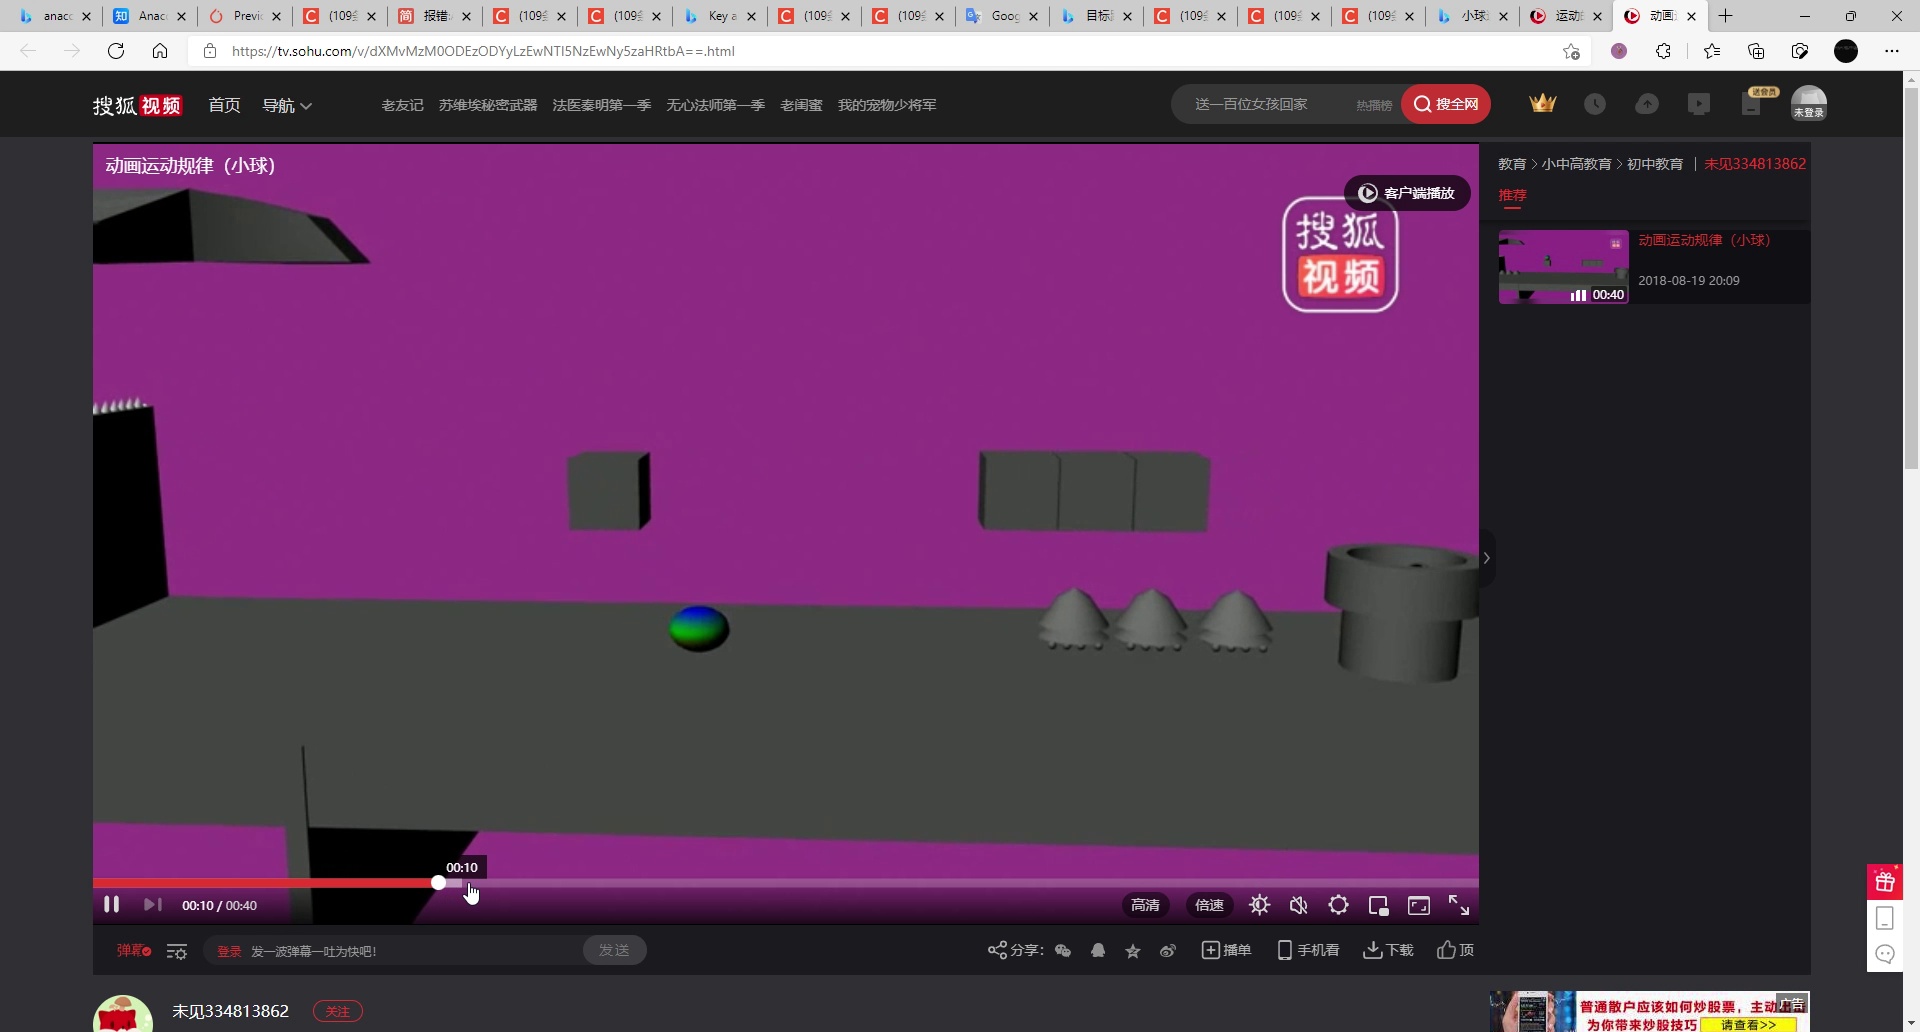 anacc
Anac
Previ
(109
报错:
(109
(109
Key a
(109
(109
Goog
目标
(109
(109
(109
小球
运动
动画
https://tv.sohu.com/v/dXMvMzM0ODEzODYyLzEwNTI5NzEwNy5zaHRtbA==.html
搜狐视频
首页
导航
老友记 苏维埃秘密武器 法医秦明第一季 无心法师第一季 老闺蜜 我的宠物少将军
送一百位女孩回家
热播榜
搜全网
送会员
未登录
动画运动规律（小球）
客户端播放
搜狐
视频
教育 > 小中高教育 > 初中教育 | 未见334813862
推荐
动画运动规律（小球）
2018-08-19 20:09
00:40
00:10
00:10 / 00:40
高清
倍速
弹幕
登录 发一波弹幕一吐为快吧!
发送
分享:
播单
手机看
下载
顶
未见334813862
关注
普通散户应该如何炒股票，主动出
广告
为你带来炒股技巧
请查看>>